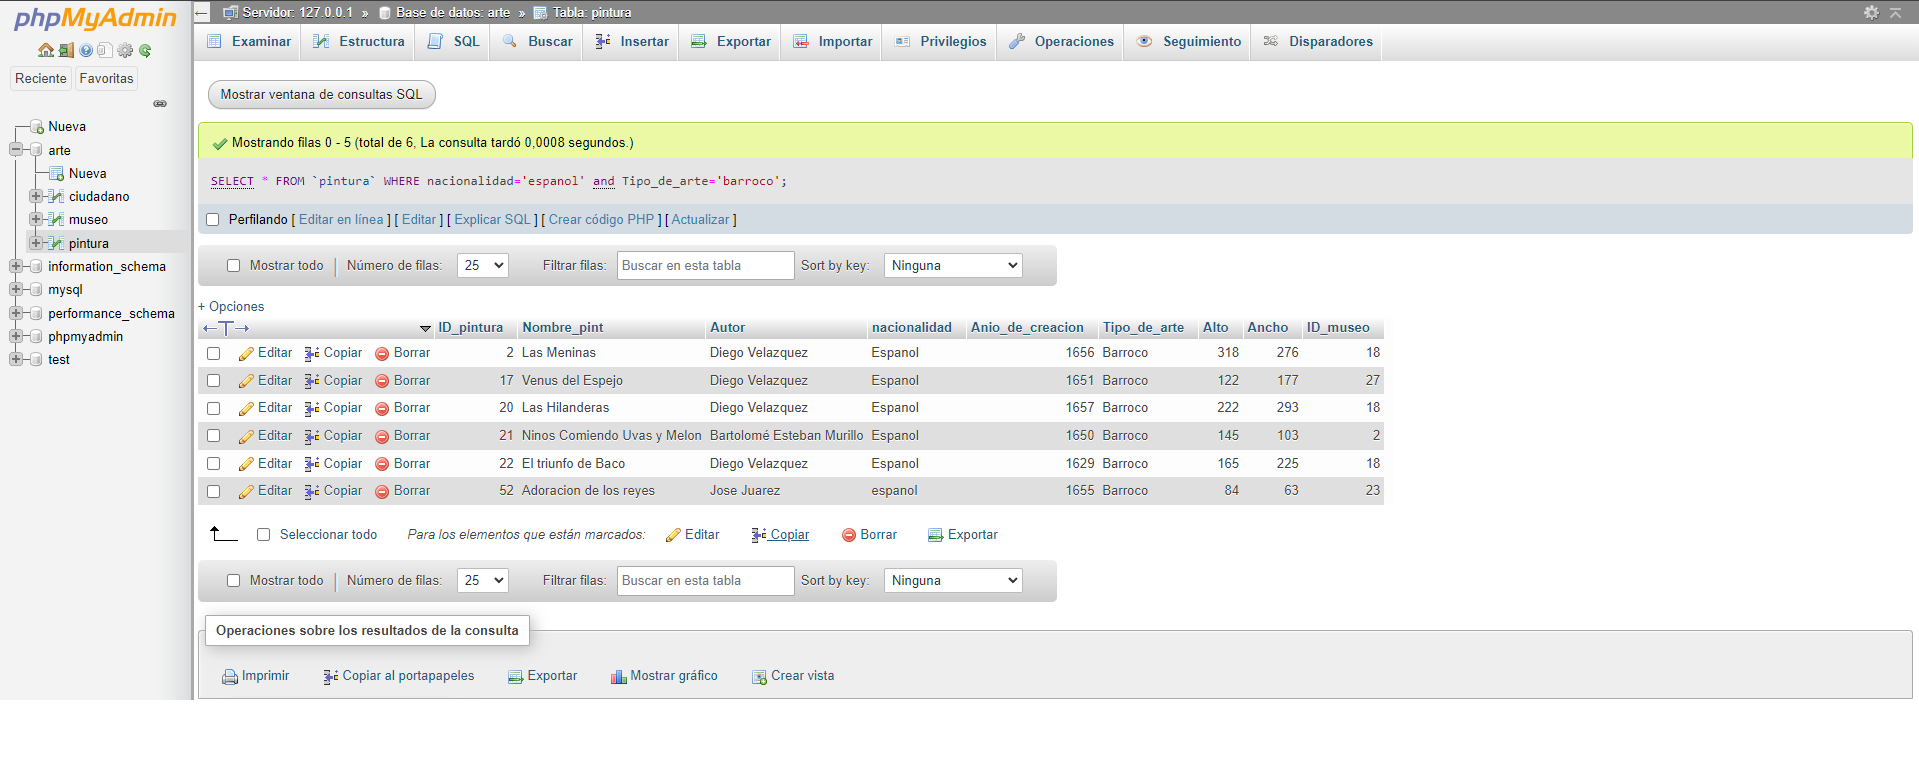 phpMyAdmin
Reciente Favoritas
Nueva
arte
Nueva
ciudadano
museo
pintura
information_schema
mysql
performance_schema
phpmyadmin
test
Servidor: 127.0.0.1 » Base de datos: arte » Tabla: pintura
Examinar Estructura SQL Buscar Insertar Exportar Importar Privilegios Operaciones Seguimiento Disparadores
Mostrar ventana de consultas SQL
Mostrando filas 0 - 5 (total de 6, La consulta tardó 0,0008 segundos.)
SELECT * FROM `pintura` WHERE nacionalidad='espanol' and Tipo_de_arte='barroco';
Perfilando [ Editar en línea ] [ Editar ] [ Explicar SQL ] [ Crear código PHP ] [ Actualizar ]
Mostrar todo Número de filas: 25 Filtrar filas: Buscar en esta tabla Sort by key: Ninguna
+ Opciones
←T→ ID_pintura Nombre_pint Autor nacionalidad Anio_de_creacion Tipo_de_arte Alto Ancho ID_museo
Editar Copiar Borrar 2 Las Meninas Diego Velazquez Espanol 1656 Barroco 318 276 18
Editar Copiar Borrar 17 Venus del Espejo Diego Velazquez Espanol 1651 Barroco 122 177 27
Editar Copiar Borrar 20 Las Hilanderas Diego Velazquez Espanol 1657 Barroco 222 293 18
Editar Copiar Borrar 21 Ninos Comiendo Uvas y Melon Bartolomé Esteban Murillo Espanol 1650 Barroco 145 103 2
Editar Copiar Borrar 22 El triunfo de Baco Diego Velazquez Espanol 1629 Barroco 165 225 18
Editar Copiar Borrar 52 Adoracion de los reyes Jose Juarez espanol 1655 Barroco 84 63 23
Seleccionar todo Para los elementos que están marcados: Editar Copiar Borrar Exportar
Mostrar todo Número de filas: 25 Filtrar filas: Buscar en esta tabla Sort by key: Ninguna
Operaciones sobre los resultados de la consulta
Imprimir Copiar al portapapeles Exportar Mostrar gráfico Crear vista